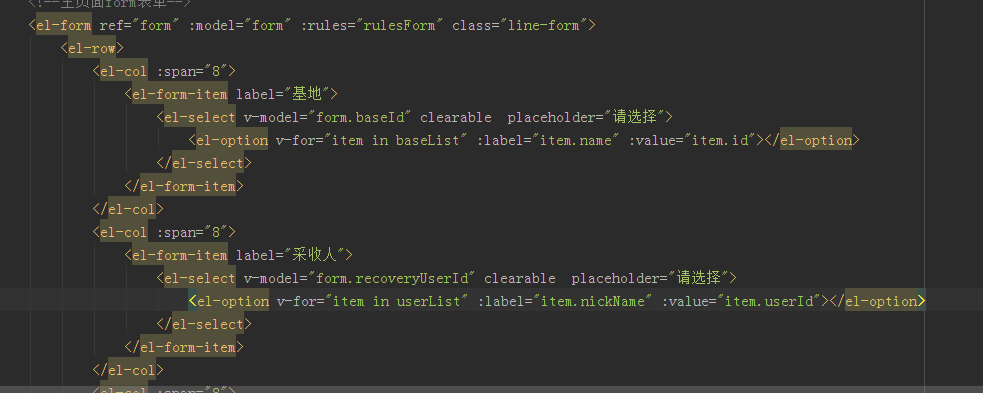 <!--主页面form表单-->
<el-form ref="form" :model="form" :rules="rulesForm" class="line-form">
<el-row>
<el-col :span="8">
<el-form-item label="基地">
<el-select v-model="form.baseId" clearable  placeholder="请选择">
<el-option v-for="item in baseList" :label="item.name" :value="item.id"></el-option>
</el-select>
</el-form-item>
</el-col>
<el-col :span="8">
<el-form-item label="采收人">
<el-select v-model="form.recoveryUserId" clearable  placeholder="请选择">
<el-option v-for="item in userList" :label="item.nickName" :value="item.userId"></el-option>
</el-select>
</el-form-item>
</el-col>
<el-col :span="8">